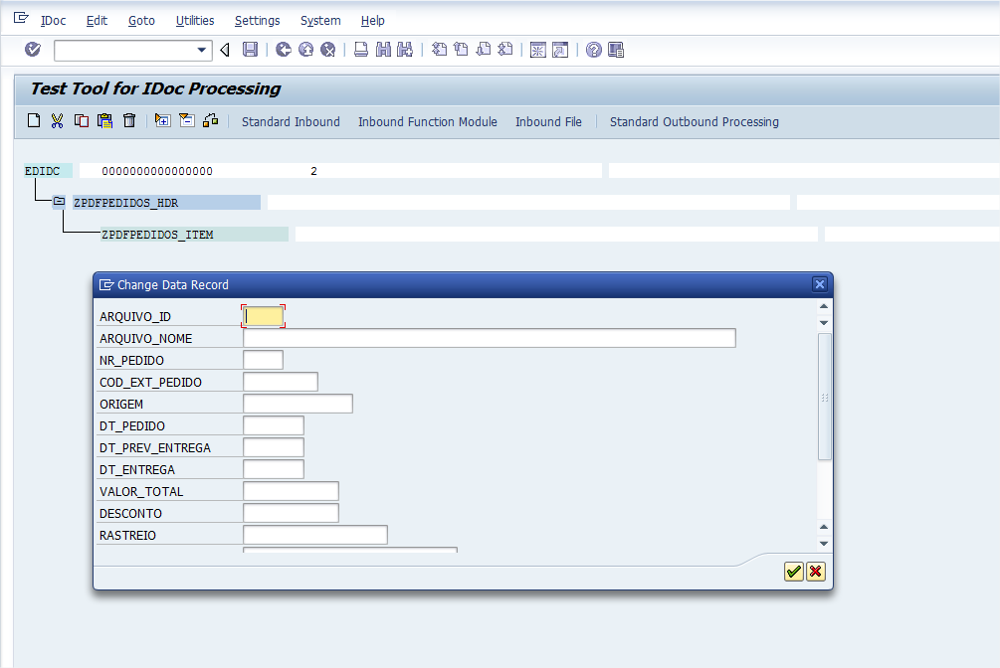 IDoc Edit Goto Utilities Settings System Help
Test Tool for IDoc Processing
Standard Inbound Inbound Function Module Inbound File Standard Outbound Processing
EDIDC 0000000000000000 2
ZPDFPEDIDOS_HDR
ZPDFPEDIDOS_ITEM
Change Data Record
ARQUIVO_ID
ARQUIVO_NOME
NR_PEDIDO
COD_EXT_PEDIDO
ORIGEM
DT_PEDIDO
DT_PREV_ENTREGA
DT_ENTREGA
VALOR_TOTAL
DESCONTO
RASTREIO